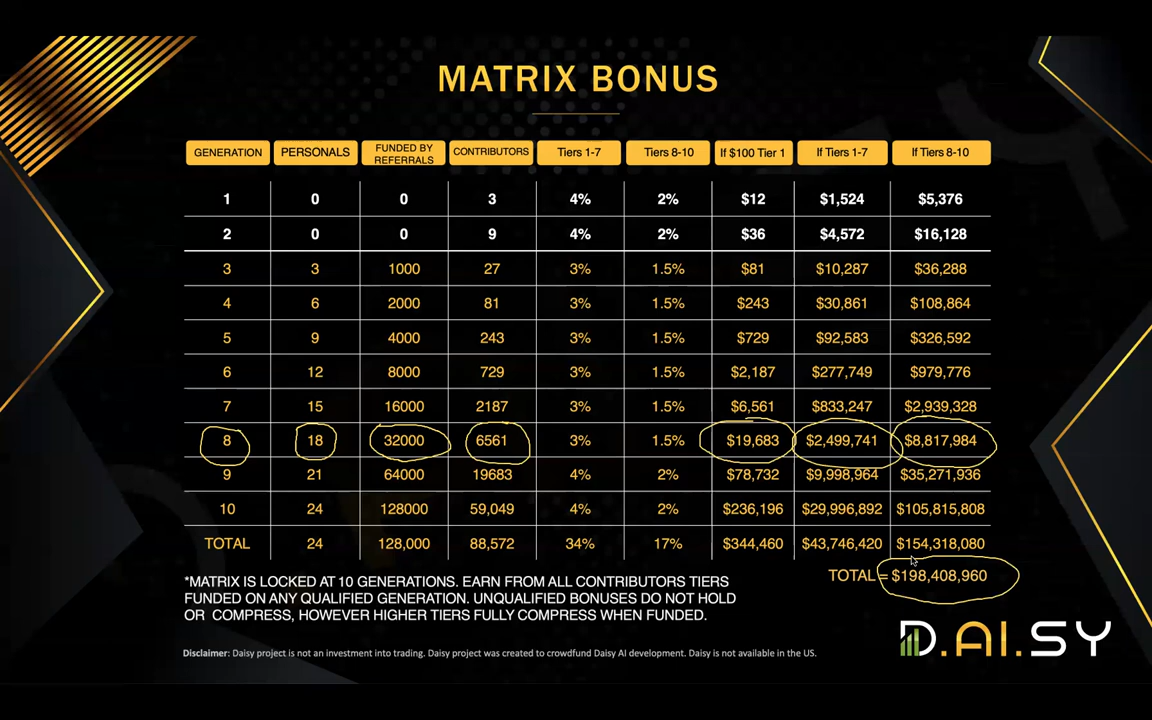 MATRIX BONUS
GENERATION PERSONALS FUNDED BY REFERRALS CONTRIBUTORS Tiers 1-7 Tiers 8-10 If $100 Tier 1 If Tiers 1-7 If Tiers 8-10
1 0 0 3 4% 2% $12 $1,524 $5,376
2 0 0 9 4% 2% $36 $4,572 $16,128
3 3 1000 27 3% 1.5% $81 $10,287 $36,288
4 6 2000 81 3% 1.5% $243 $30,861 $108,864
5 9 4000 243 3% 1.5% $729 $92,583 $326,592
6 12 8000 729 3% 1.5% $2,187 $277,749 $979,776
7 15 16000 2187 3% 1.5% $6,561 $833,247 $2,939,328
8 18 32000 6561 3% 1.5% $19,683 $2,499,741 $8,817,984
9 21 64000 19683 4% 2% $78,732 $9,998,964 $35,271,936
10 24 128000 59,049 4% 2% $236,196 $29,996,892 $105,815,808
TOTAL 24 128,000 88,572 34% 17% $344,460 $43,746,420 $154,318,080
TOTAL = $198,408,960
*MATRIX IS LOCKED AT 10 GENERATIONS. EARN FROM ALL CONTRIBUTORS TIERS
FUNDED ON ANY QUALIFIED GENERATION. UNQUALIFIED BONUSES DO NOT HOLD
OR COMPRESS, HOWEVER HIGHER TIERS FULLY COMPRESS WHEN FUNDED.
Disclaimer: Daisy project is not an investment into trading. Daisy project was created to crowdfund Daisy AI development. Daisy is not available in the US.
D.AI.SY